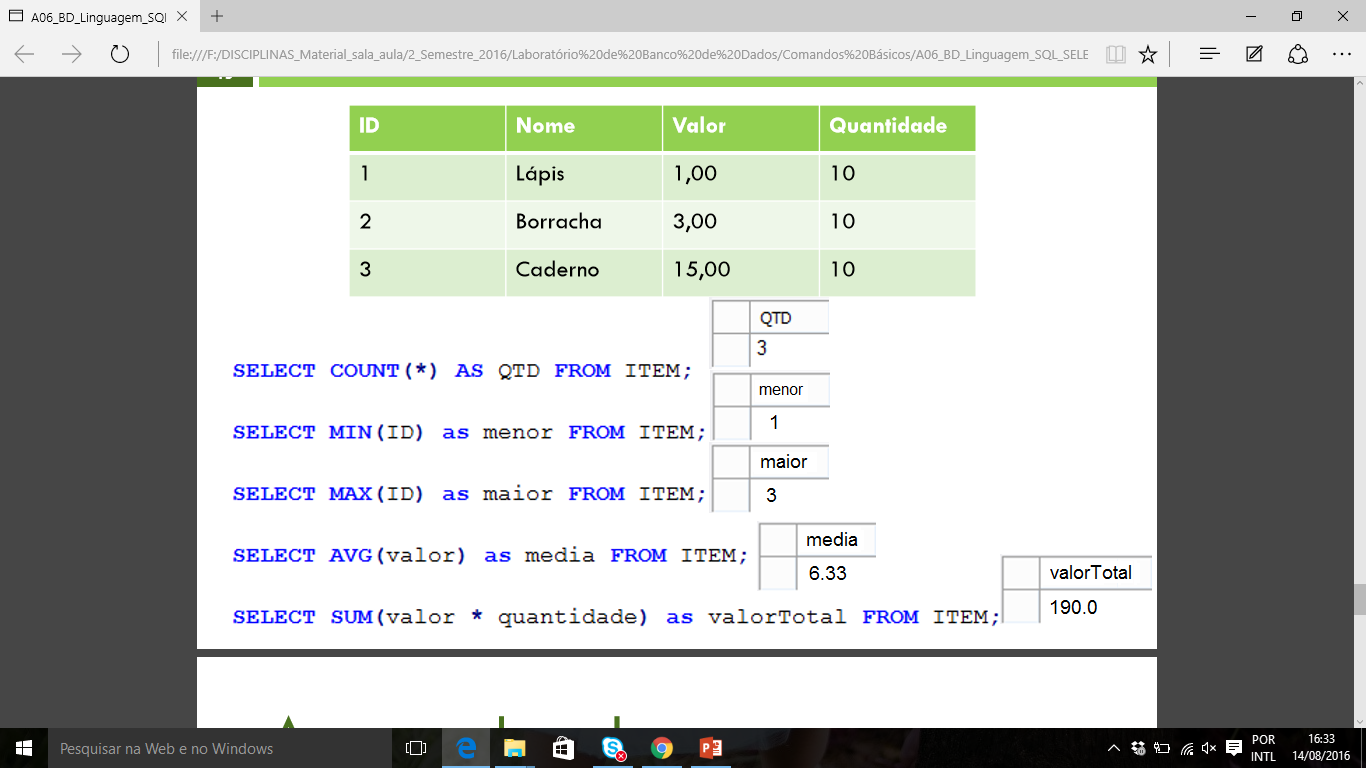 A06_BD_Linguagem_SQL
file:///F:/DISCIPLINAS_Material_sala_aula/2_Semestre_2016/Laboratório%20de%20Banco%20de%20Dados/Comandos%20Básicos/A06_BD_Linguagem_SQL_SELE
ID Nome Valor Quantidade
1 Lápis 1,00 10
2 Borracha 3,00 10
3 Caderno 15,00 10
QTD
3
SELECT COUNT(*) AS QTD FROM ITEM;
menor
1
SELECT MIN(ID) as menor FROM ITEM;
maior
3
SELECT MAX(ID) as maior FROM ITEM;
media
6.33
SELECT AVG(valor) as media FROM ITEM;
valorTotal
190.0
SELECT SUM(valor * quantidade) as valorTotal FROM ITEM;
Pesquisar na Web e no Windows
POR
INTL
16:33
14/08/2016